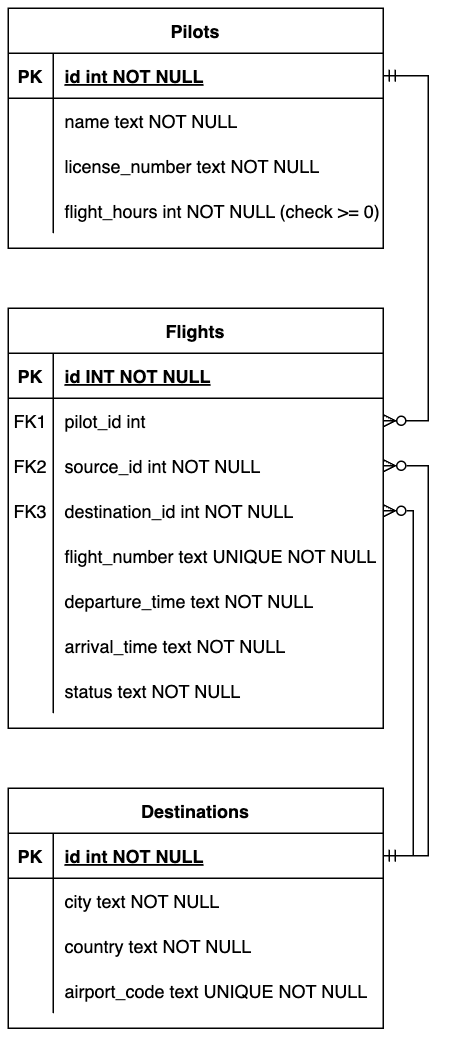 Pilots
PK id int NOT NULL
name text NOT NULL
license_number text NOT NULL
flight_hours int NOT NULL (check >= 0)
Flights
PK id INT NOT NULL
FK1 pilot_id int
FK2 source_id int NOT NULL
FK3 destination_id int NOT NULL
flight_number text UNIQUE NOT NULL
departure_time text NOT NULL
arrival_time text NOT NULL
status text NOT NULL
Destinations
PK id int NOT NULL
city text NOT NULL
country text NOT NULL
airport_code text UNIQUE NOT NULL